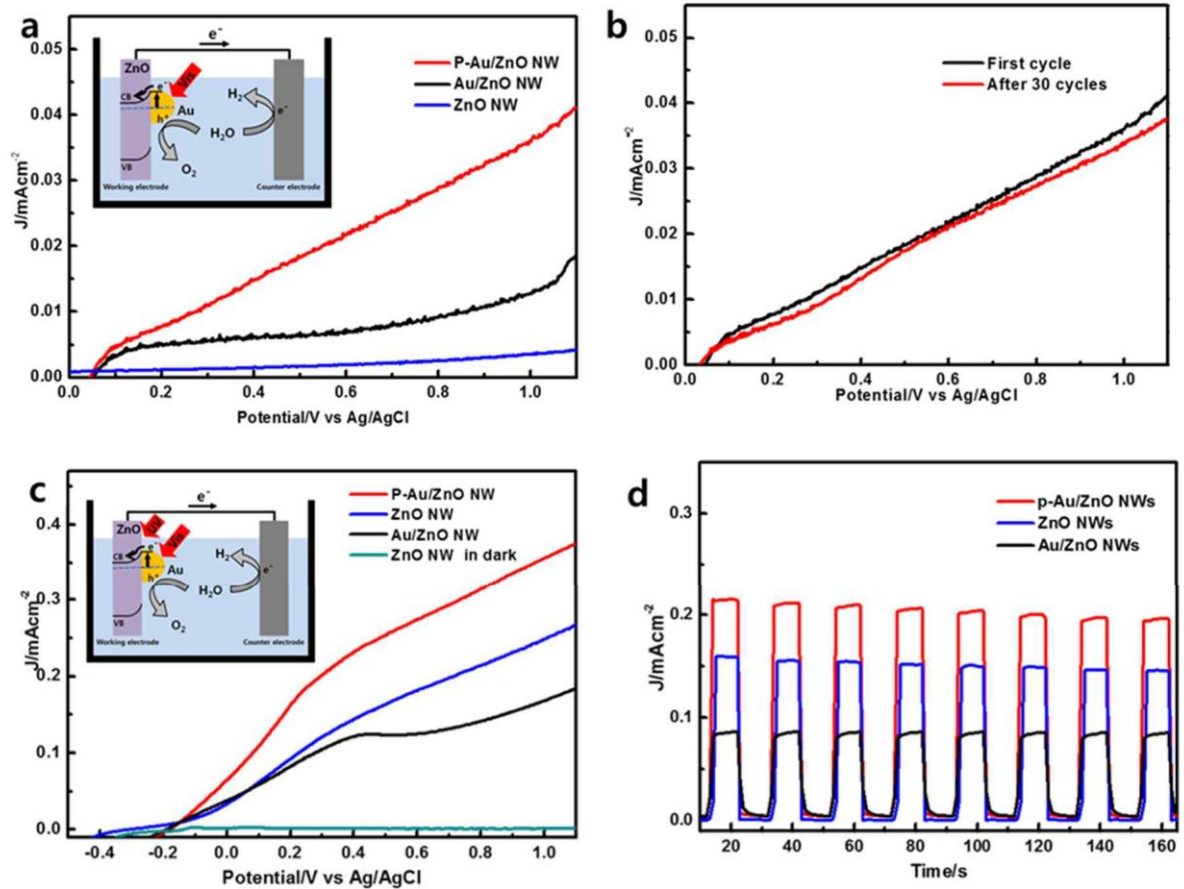 a
e⁻
ZnO
CB
e⁻
Vis
Au
h⁺
VB
H₂
H₂O
e⁻
O₂
Working electrode
Counter electrode
P-Au/ZnO NW
Au/ZnO NW
ZnO NW
J/mAcm⁻²
0.05
0.04
0.03
0.02
0.01
0.00
0.0 0.2 0.4 0.6 0.8 1.0
Potential/V vs Ag/AgCl
b
First cycle
After 30 cycles
J/mAcm⁻²
0.05
0.04
0.03
0.02
0.01
0.00
0.0 0.2 0.4 0.6 0.8 1.0
Potential/V vs Ag/AgCl
c
e⁻
ZnO
UV
Vis
CB
e⁻
Au
h⁺
VB
H₂
H₂O
e⁻
O₂
Working electrode
Counter electrode
P-Au/ZnO NW
ZnO NW
Au/ZnO NW
ZnO NW in dark
J/mAcm⁻²
0.4
0.3
0.2
0.1
0.0
-0.4 -0.2 0.0 0.2 0.4 0.6 0.8 1.0
Potential/V vs Ag/AgCl
d
p-Au/ZnO NWs
ZnO NWs
Au/ZnO NWs
J/mAcm⁻²
0.3
0.2
0.1
0.0
20 40 60 80 100 120 140 160
Time/s